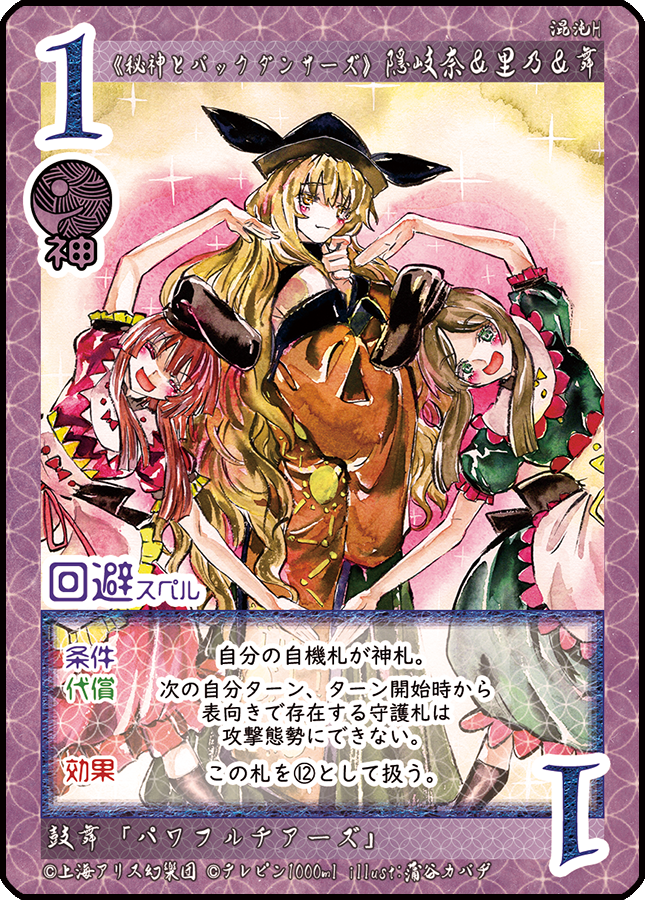 混沌H
1
《秘神とバックダンサーズ》 隠岐奈&里乃&舞
神
回避スペル
条件 自分の自機札が神札。
代償 次の自分ターン、ターン開始時から
表向きで存在する守護札は
攻撃態勢にできない。
効果 この札を⑫として扱う。
1
鼓舞「パワフルチアーズ」
©上海アリス幻樂団 ©テレピン1000ml illust:蒲谷カバヂ